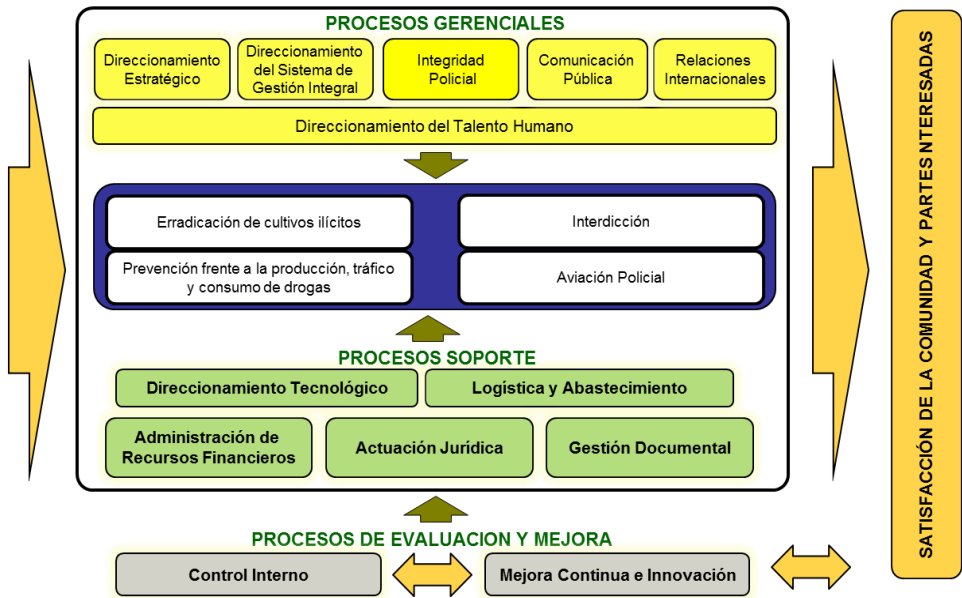 PROCESOS GERENCIALES
Direccionamiento
Estratégico
Direccionamiento
del Sistema de
Gestión Integral
Integridad
Policial
Comunicación
Pública
Relaciones
Internacionales
Direccionamiento del Talento Humano
Erradicación de cultivos ilícitos
Interdicción
Prevención frente a la producción, tráfico
y consumo de drogas
Aviación Policial
PROCESOS SOPORTE
Direccionamiento Tecnológico
Logística y Abastecimiento
Administración de
Recursos Financieros
Actuación Jurídica
Gestión Documental
PROCESOS DE EVALUACION Y MEJORA
Control Interno
Mejora Continua e Innovación
SATISFACCIÓN DE LA COMUNIDAD Y PARTES NTERESADAS